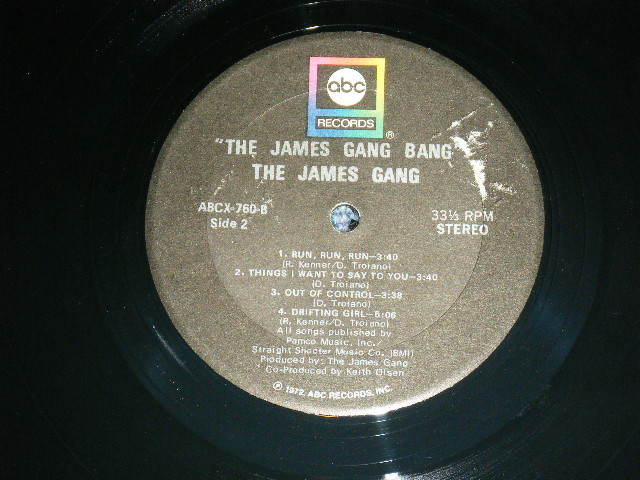 abc
RECORDS
®
"THE JAMES GANG BANG
THE JAMES GANG
ABCX-760-B
Side 2
33⅓ RPM
STEREO
1. RUN, RUN, RUN—3:40
(R. Kenner/D. Troiano)
2. THINGS I WANT TO SAY TO YOU—3:40
(D. Troiano)
3. OUT OF CONTROL—3:38
(D. Troiano)
4. DRIFTING GIRL—5:06
(R. Kenner/D. Troiano)
All songs published by
Pamco Music, Inc./
Straight Shooter Music Co. (BMI)
Produced by: The James Gang
Co-Produced by Keith Olsen
℗ 1972, ABC RECORDS, INC.